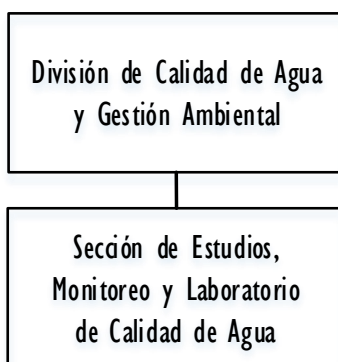 División de Calidad de Agua
y Gestión Ambiental
Sección de Estudios,
Monitoreo y Laboratorio
de Calidad de Agua